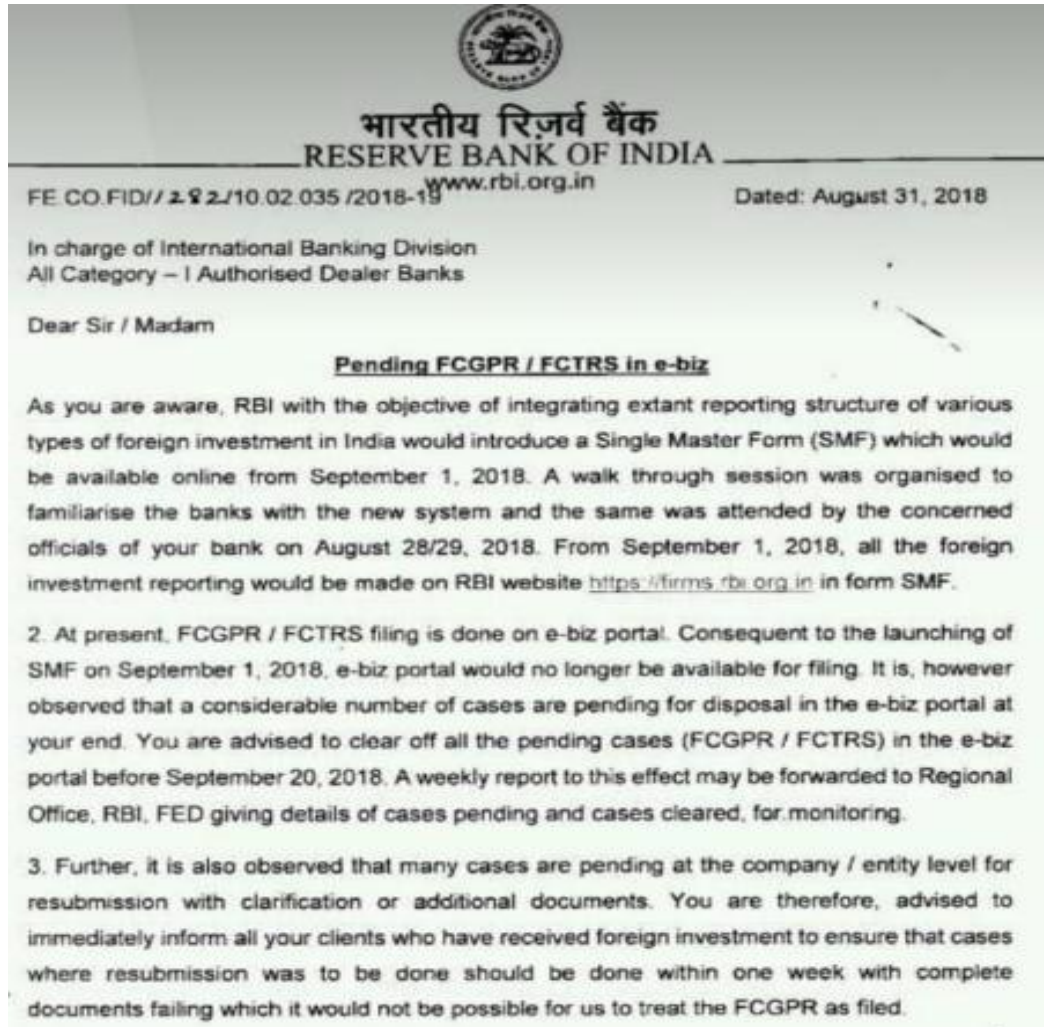 भारतीय रिज़र्व बैंक
RESERVE BANK OF INDIA
www.rbi.org.in
FE.CO.FID//282/10.02.035 /2018-19 Dated: August 31, 2018
In charge of International Banking Division
All Category – I Authorised Dealer Banks
Dear Sir / Madam
Pending FCGPR / FCTRS in e-biz
As you are aware, RBI with the objective of integrating extant reporting structure of various
types of foreign investment in India would introduce a Single Master Form (SMF) which would
be available online from September 1, 2018. A walk through session was organised to
familiarise the banks with the new system and the same was attended by the concerned
officials of your bank on August 28/29, 2018. From September 1, 2018, all the foreign
investment reporting would be made on RBI website https://firms.rbi.org.in in form SMF.
2. At present, FCGPR / FCTRS filing is done on e-biz portal. Consequent to the launching of
SMF on September 1, 2018, e-biz portal would no longer be available for filing. It is, however
observed that a considerable number of cases are pending for disposal in the e-biz portal at
your end. You are advised to clear off all the pending cases (FCGPR / FCTRS) in the e-biz
portal before September 20, 2018. A weekly report to this effect may be forwarded to Regional
Office, RBI, FED giving details of cases pending and cases cleared, for monitoring.
3. Further, it is also observed that many cases are pending at the company / entity level for
resubmission with clarification or additional documents. You are therefore, advised to
immediately inform all your clients who have received foreign investment to ensure that cases
where resubmission was to be done should be done within one week with complete
documents failing which it would not be possible for us to treat the FCGPR as filed.